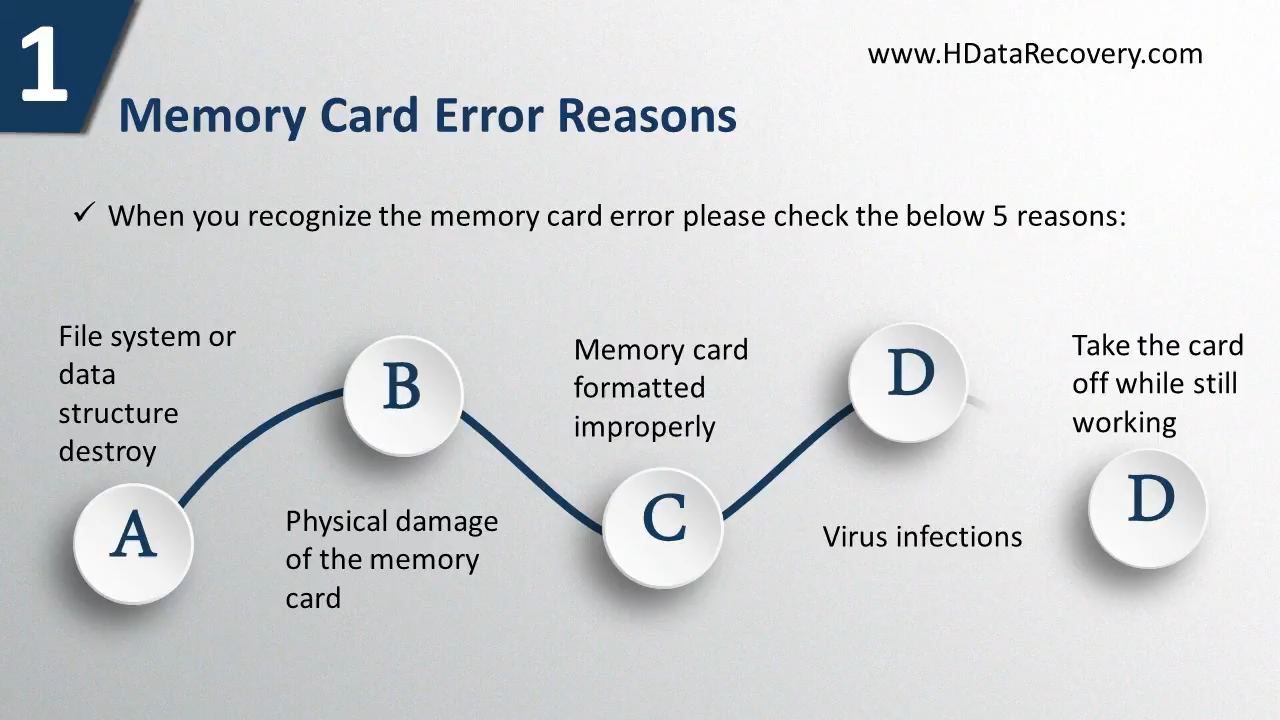 1
www.HDataRecovery.com
Memory Card Error Reasons
✓ When you recognize the memory card error please check the below 5 reasons:
File system or
data
structure
destroy
A
B
Physical damage
of the memory
card
Memory card
formatted
improperly
C
D
Virus infections
Take the card
off while still
working
D